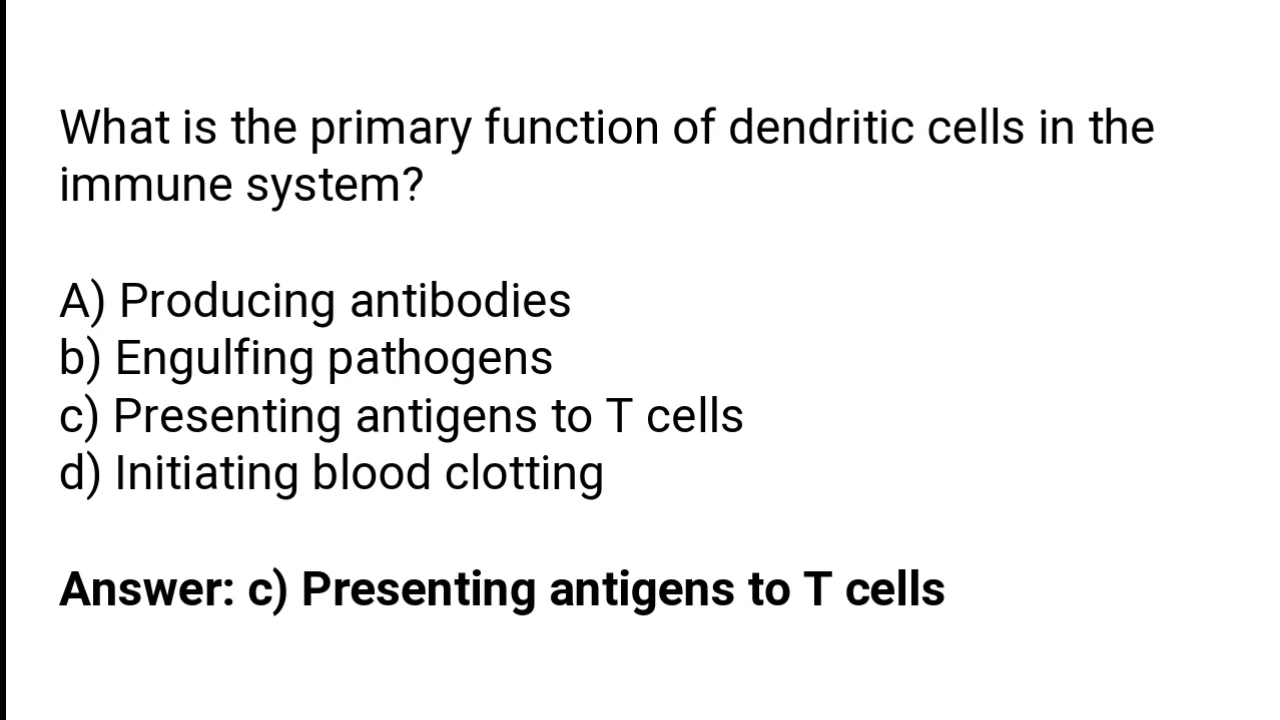 What is the primary function of dendritic cells in the
immune system?
A) Producing antibodies
b) Engulfing pathogens
c) Presenting antigens to T cells
d) Initiating blood clotting
Answer: c) Presenting antigens to T cells